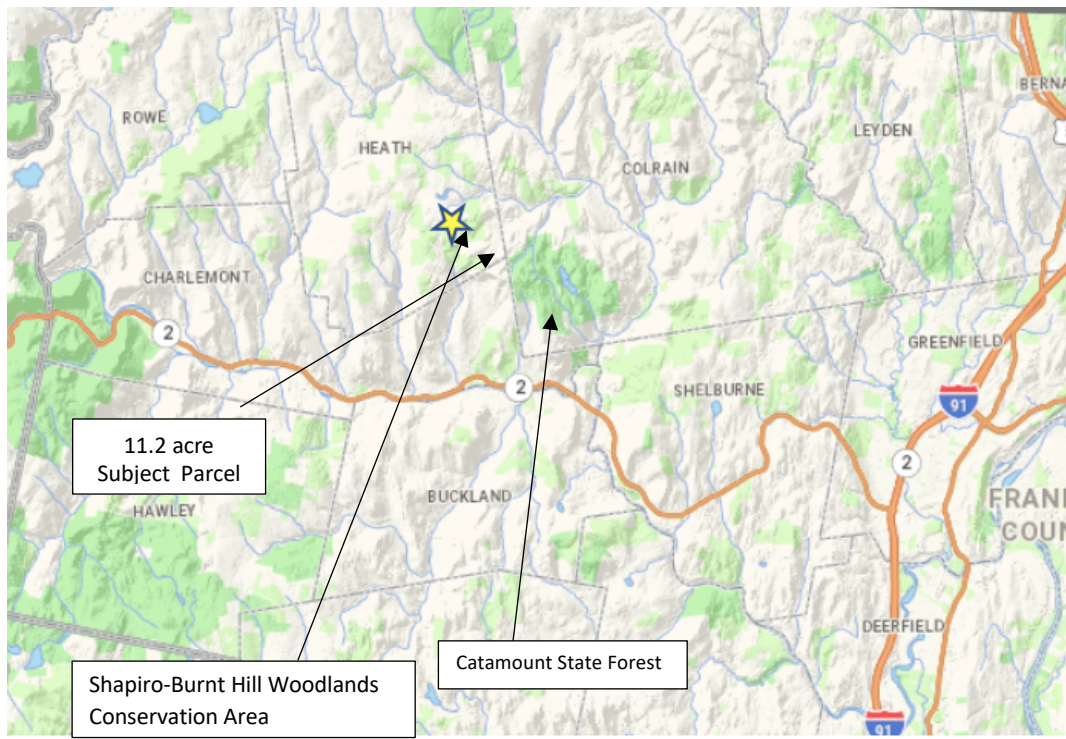 ROWE
HEATH
COLRAIN
LEYDEN
BERNA
CHARLEMONT
2
2
GREENFIELD
SHELBURNE
91
2
11.2 acre
Subject Parcel
HAWLEY
BUCKLAND
FRAN
COUN
DEERFIELD
Catamount State Forest
Shapiro-Burnt Hill Woodlands
Conservation Area
91